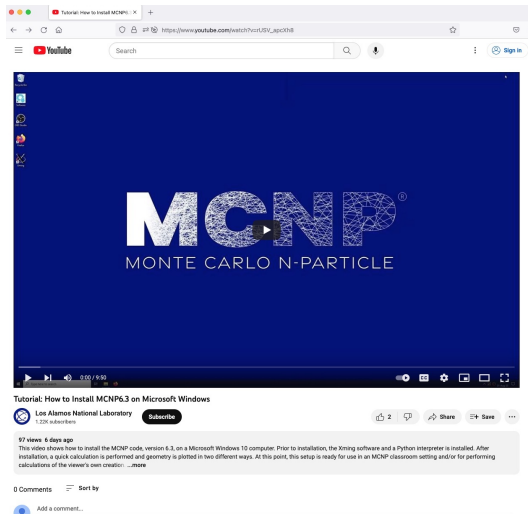 Tutorial: How to Install MCNP6.
https://www.youtube.com/watch?v=rUSV_apcXh8
YouTube
Search
Sign in
MCNP®
MONTE CARLO N-PARTICLE
0:00 / 9:50
CC
Tutorial: How to Install MCNP6.3 on Microsoft Windows
Los Alamos National Laboratory
1.22K subscribers
Subscribe
2
Share
Save
97 views 6 days ago
This video shows how to install the MCNP code, version 6.3, on a Microsoft Windows 10 computer. Prior to installation, the Xming software and a Python interpreter is installed. After
installation, a quick calculation is performed and geometry is plotted in two different ways. At this point, this setup is ready for use in an MCNP classroom setting and/or for performing
calculations of the viewer's own creation ...more
0 Comments
Sort by
Add a comment...